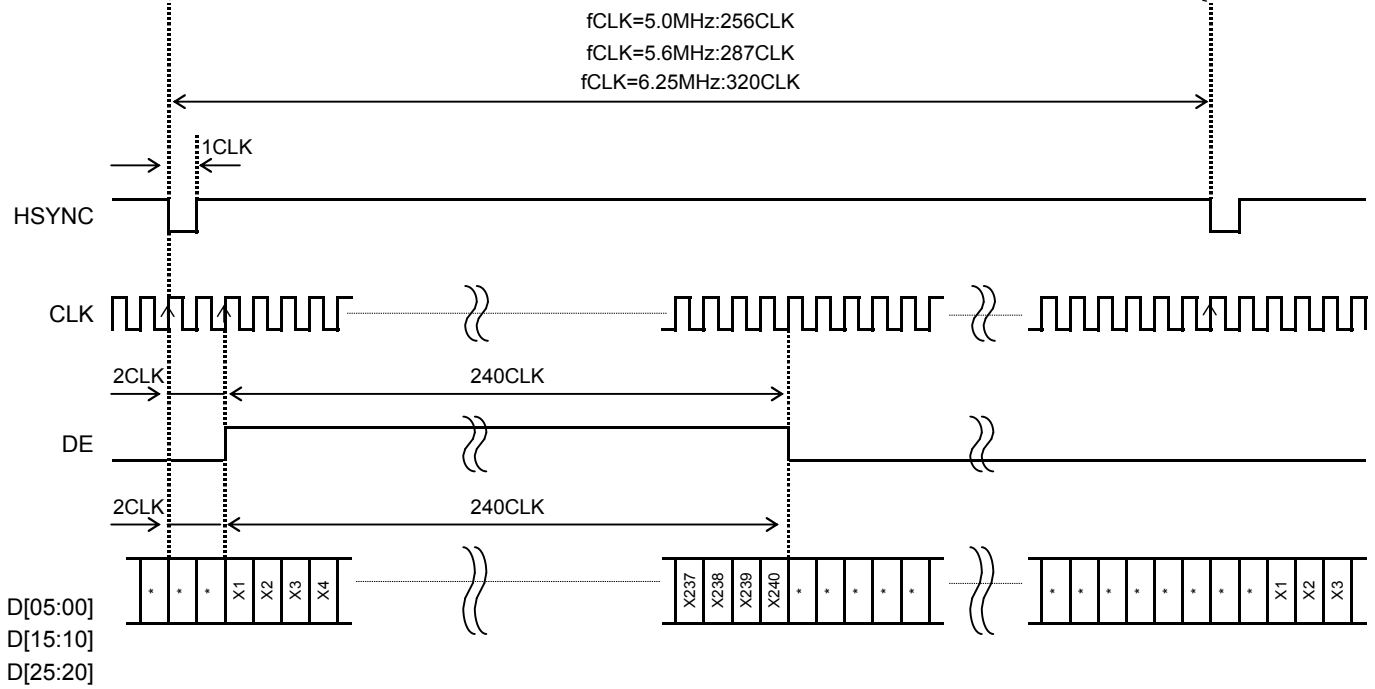 fCLK=5.0MHz:256CLK
fCLK=5.6MHz:287CLK
fCLK=6.25MHz:320CLK
1CLK
HSYNC
CLK
2CLK 240CLK
DE
2CLK 240CLK
* * * X1 X2 X3 X4 X237 X238 X239 X240 * * * * * * * * * * * * * X1 X2 X3
D[05:00]
D[15:10]
D[25:20]